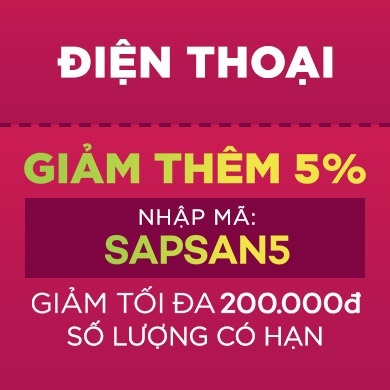 ĐIỆN THOẠI
GIẢM THÊM 5%
NHẬP MÃ:
SAPSAN5
GIẢM TỐI ĐA 200.000đ
SỐ LƯỢNG CÓ HẠN